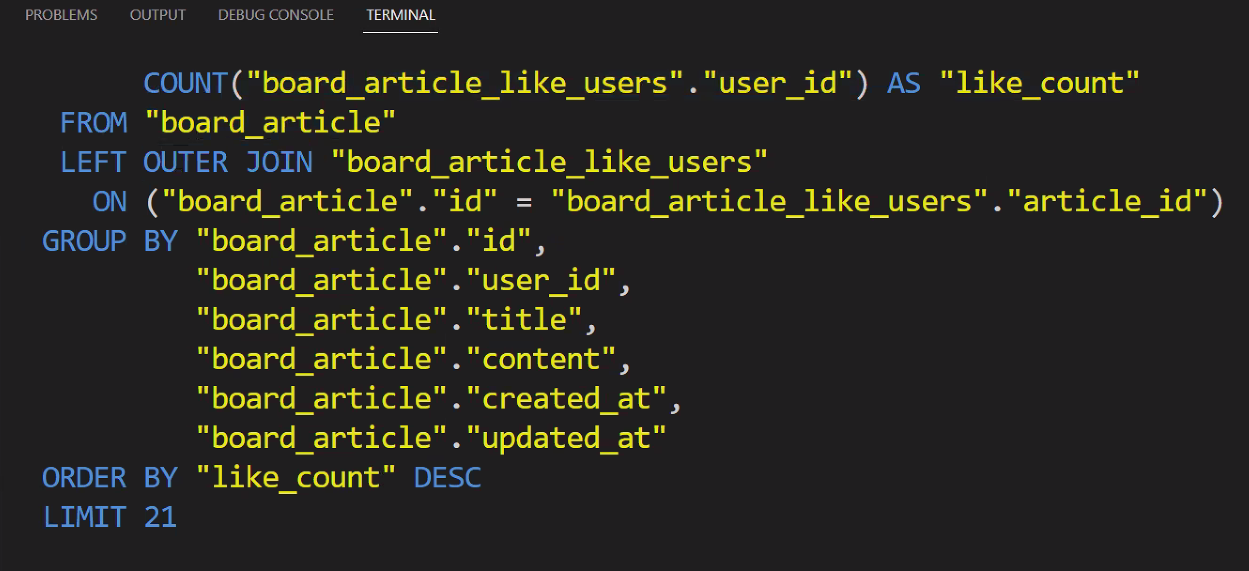 PROBLEMS OUTPUT DEBUG CONSOLE TERMINAL
COUNT("board_article_like_users"."user_id") AS "like_count"
FROM "board_article"
LEFT OUTER JOIN "board_article_like_users"
ON ("board_article"."id" = "board_article_like_users"."article_id")
GROUP BY "board_article"."id",
"board_article"."user_id",
"board_article"."title",
"board_article"."content",
"board_article"."created_at",
"board_article"."updated_at"
ORDER BY "like_count" DESC
LIMIT 21